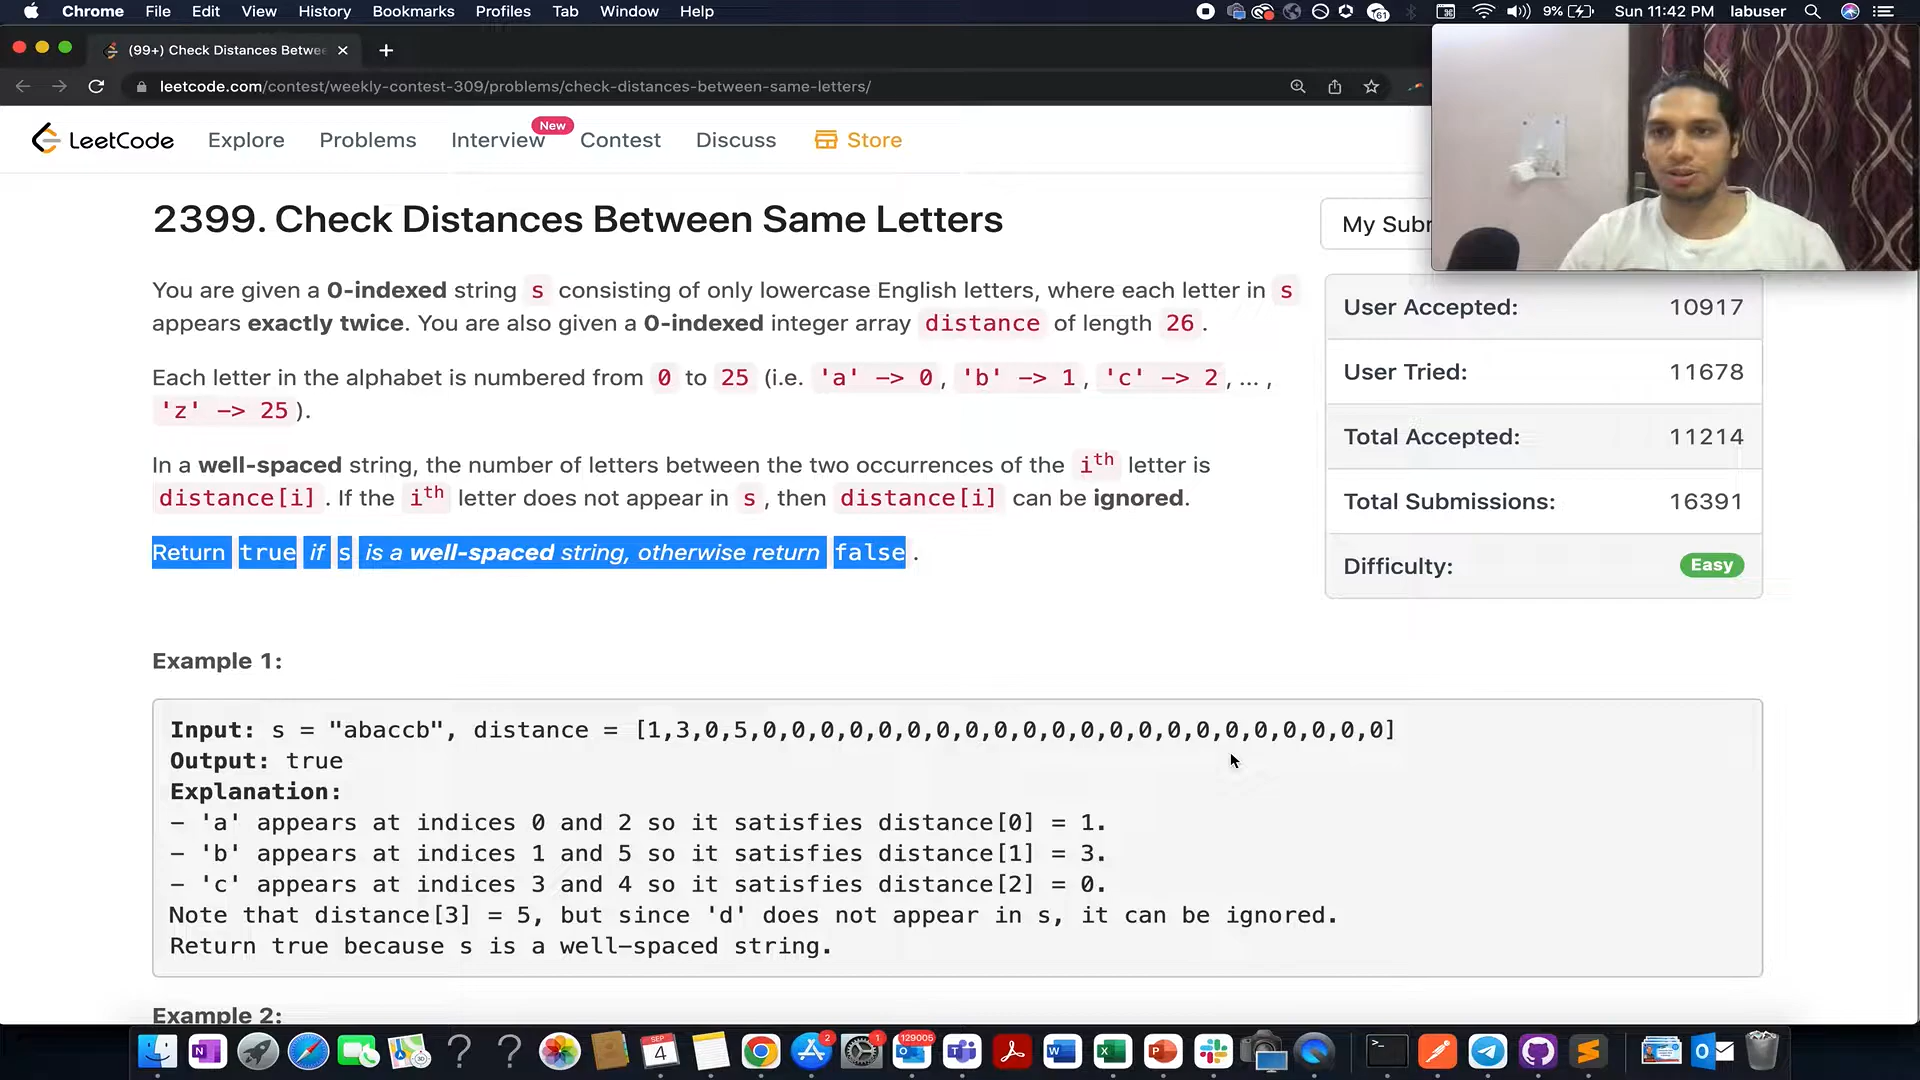 Chrome File Edit View History Bookmarks Profiles Tab Window Help 61 9% Sun 11:42 PM labuser
(99+) Check Distances Betwee
leetcode.com/contest/weekly-contest-309/problems/check-distances-between-same-letters/
LeetCode Explore Problems Interview New Contest Discuss Store
2399. Check Distances Between Same Letters
My Subr
You are given a 0-indexed string s consisting of only lowercase English letters, where each letter in s
appears exactly twice. You are also given a 0-indexed integer array distance of length 26.
Each letter in the alphabet is numbered from 0 to 25 (i.e. 'a' -> 0, 'b' -> 1, 'c' -> 2, ... ,
'z' -> 25).
In a well-spaced string, the number of letters between the two occurrences of the ith letter is
distance[i]. If the ith letter does not appear in s, then distance[i] can be ignored.
Return true if s is a well-spaced string, otherwise return false.
User Accepted: 10917
User Tried: 11678
Total Accepted: 11214
Total Submissions: 16391
Difficulty: Easy
Example 1:
Input: s = "abaccb", distance = [1,3,0,5,0,0,0,0,0,0,0,0,0,0,0,0,0,0,0,0,0,0,0,0,0,0]
Output: true
Explanation:
- 'a' appears at indices 0 and 2 so it satisfies distance[0] = 1.
- 'b' appears at indices 1 and 5 so it satisfies distance[1] = 3.
- 'c' appears at indices 3 and 4 so it satisfies distance[2] = 0.
Note that distance[3] = 5, but since 'd' does not appear in s, it can be ignored.
Return true because s is a well-spaced string.
Example 2:
SEP
4
2
1
129005